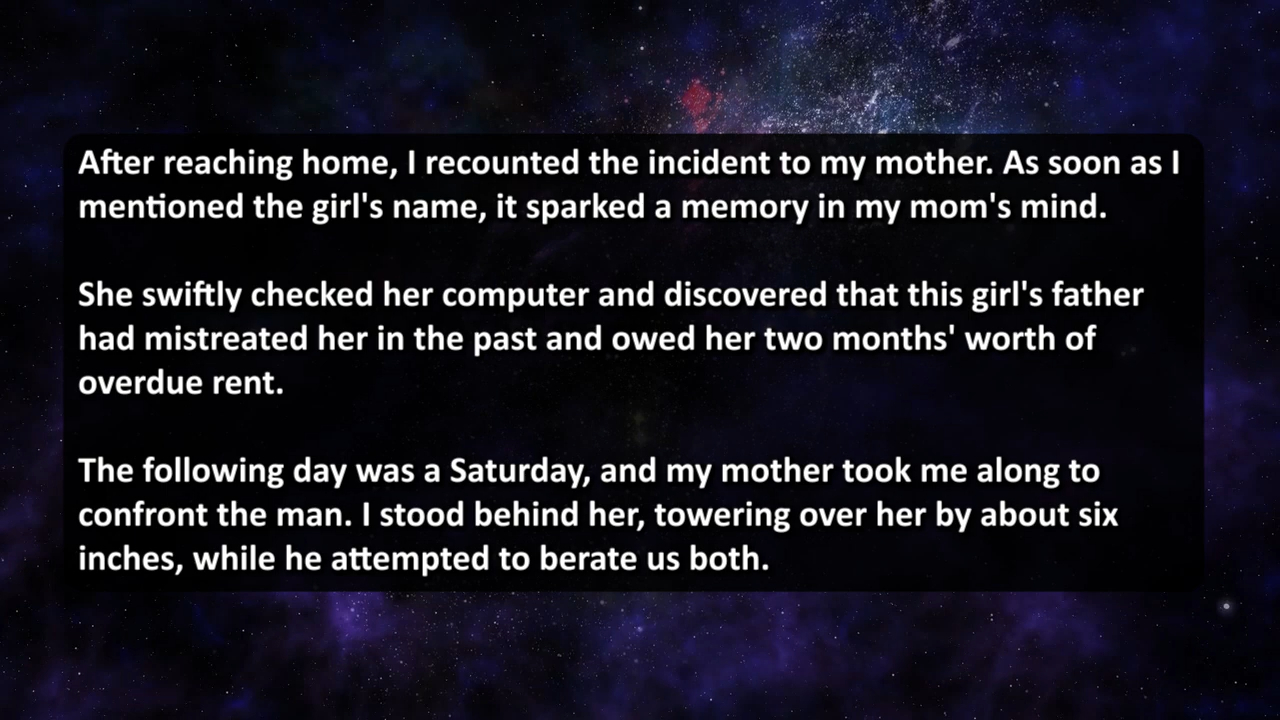 After reaching home, I recounted the incident to my mother. As soon as I
mentioned the girl's name, it sparked a memory in my mom's mind.
She swiftly checked her computer and discovered that this girl's father
had mistreated her in the past and owed her two months' worth of
overdue rent.
The following day was a Saturday, and my mother took me along to
confront the man. I stood behind her, towering over her by about six
inches, while he attempted to berate us both.